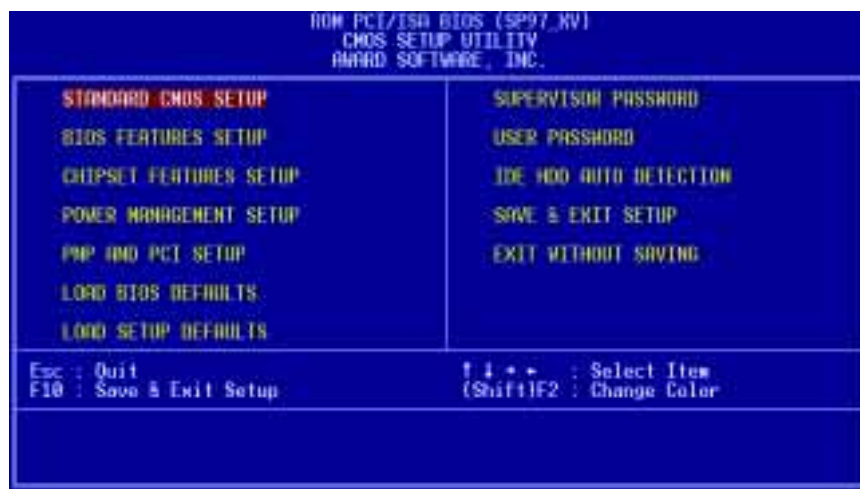 ROM PCI/ISA BIOS (SP97_XV)
CMOS SETUP UTILITY
AWARD SOFTWARE, INC.
STANDARD CMOS SETUP
BIOS FEATURES SETUP
CHIPSET FEATURES SETUP
POWER MANAGEMENT SETUP
PNP AND PCI SETUP
LOAD BIOS DEFAULTS
LOAD SETUP DEFAULTS
SUPERVISOR PASSWORD
USER PASSWORD
IDE HDD AUTO DETECTION
SAVE & EXIT SETUP
EXIT WITHOUT SAVING
Esc : Quit
F10 : Save & Exit Setup
↑ ↓ → ← : Select Item
(Shift)F2 : Change Color